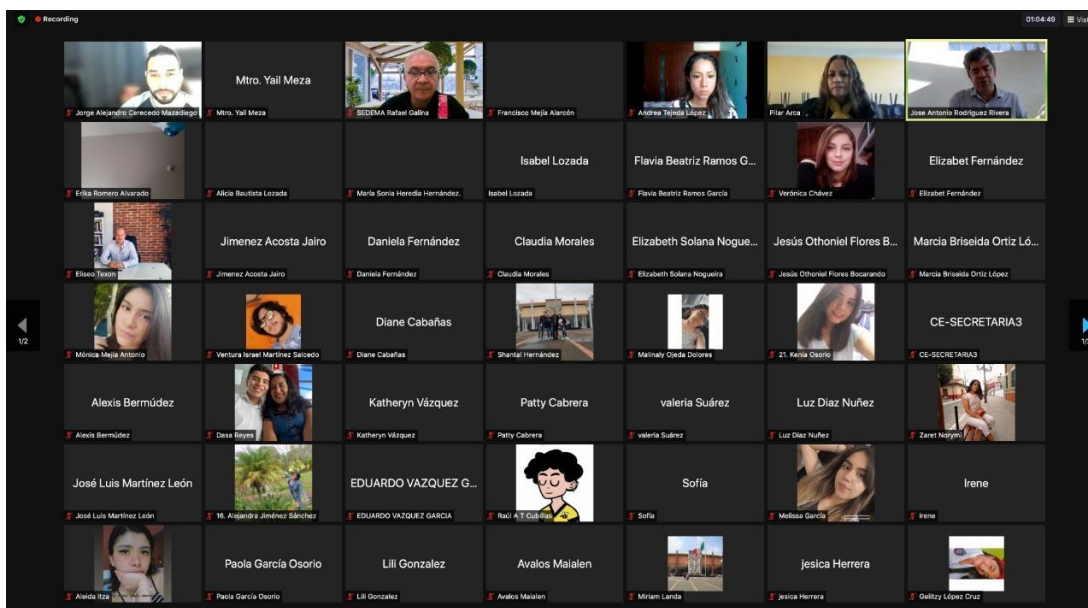 Recording
01:04:49
Jorge Alejandro Cerecedo Mazadiego
Mtro. Yail Meza
Mtro. Yail Meza
SEDEMA Rafael Galina
Francisco Mejía Alarcón
Andrea Tejeda López
Pilar Arca
Jose Antonio Rodriguez Rivera
Erika Romero Alvarado
Alicia Bautista Lozada
María Sonia Heredia Hernández.
Isabel Lozada
Isabel Lozada
Flavia Beatriz Ramos G...
Flavia Beatriz Ramos García
Verónica Chávez
Elizabet Fernández
Elizabet Fernández
Eliseo Texon
Jimenez Acosta Jairo
Jimenez Acosta Jairo
Daniela Fernández
Daniela Fernández
Claudia Morales
Claudia Morales
Elizabeth Solana Nogue...
Elizabeth Solana Nogueira
Jesús Othoniel Flores B...
Jesús Othoniel Flores Bocarando
Marcia Briseida Ortiz Ló...
Marcia Briseida Ortiz López
1/2
Mónica Mejía Antonio
Ventura Israel Martínez Salcedo
Diane Cabañas
Diane Cabañas
Shantal Hernández
Malinaly Ojeda Dolores
21. Kenia Osorio
CE-SECRETARIA3
CE-SECRETARIA3
Alexis Bermúdez
Alexis Bermúdez
Dasa Reyes
Katheryn Vázquez
Katheryn Vázquez
Patty Cabrera
Patty Cabrera
valeria Suárez
valeria Suárez
Luz Diaz Nuñez
Luz Diaz Nuñez
Zaret Norymi
José Luis Martínez León
José Luis Martínez León
16. Alejandra Jiménez Sánchez
EDUARDO VAZQUEZ G...
EDUARDO VAZQUEZ GARCIA
Raúl A T Cubillas
Sofía
Sofía
Melissa García
Irene
Irene
Aleida Itza
Paola García Osorio
Paola García Osorio
Lili Gonzalez
Lili Gonzalez
Avalos Maialen
Avalos Maialen
Miriam Landa
jesica Herrera
jesica Herrera
Gelitzy López Cruz